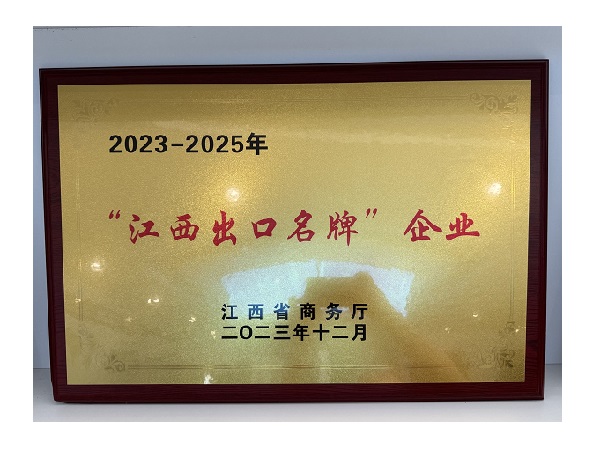 2023-2025年
“江西出口名牌”企业
江西省商务厅
二〇二三年十二月